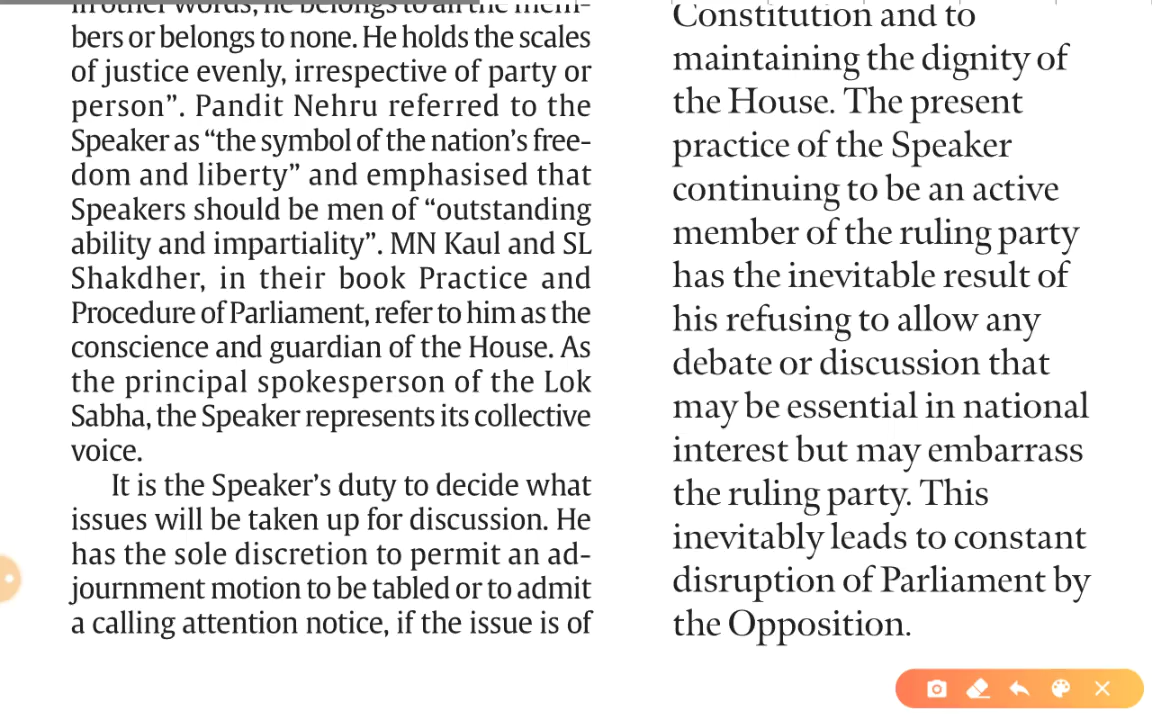 in other words, he belongs to all the mem-
bers or belongs to none. He holds the scales
of justice evenly, irrespective of party or
person”. Pandit Nehru referred to the
Speaker as “the symbol of the nation’s free-
dom and liberty” and emphasised that
Speakers should be men of “outstanding
ability and impartiality”. MN Kaul and SL
Shakdher, in their book Practice and
Procedure of Parliament, refer to him as the
conscience and guardian of the House. As
the principal spokesperson of the Lok
Sabha, the Speaker represents its collective
voice.
It is the Speaker’s duty to decide what
issues will be taken up for discussion. He
has the sole discretion to permit an ad-
journment motion to be tabled or to admit
a calling attention notice, if the issue is of
Constitution and to
maintaining the dignity of
the House. The present
practice of the Speaker
continuing to be an active
member of the ruling party
has the inevitable result of
his refusing to allow any
debate or discussion that
may be essential in national
interest but may embarrass
the ruling party. This
inevitably leads to constant
disruption of Parliament by
the Opposition.